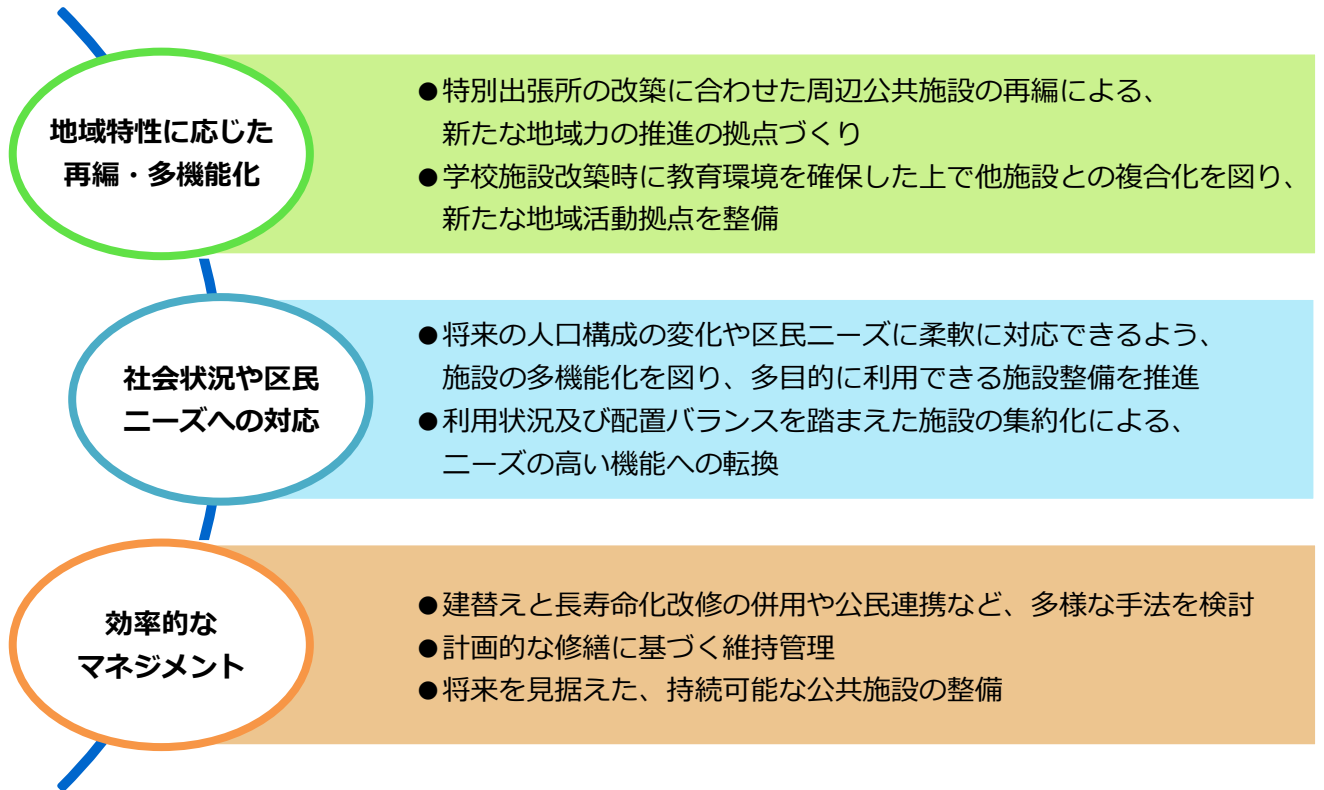 地域特性に応じた
再編・多機能化
●特別出張所の改築に合わせた周辺公共施設の再編による、
新たな地域力の推進の拠点づくり
●学校施設改築時に教育環境を確保した上で他施設との複合化を図り、
新たな地域活動拠点を整備
社会状況や区民
ニーズへの対応
●将来の人口構成の変化や区民ニーズに柔軟に対応できるよう、
施設の多機能化を図り、多目的に利用できる施設整備を推進
●利用状況及び配置バランスを踏まえた施設の集約化による、
ニーズの高い機能への転換
効率的な
マネジメント
●建替えと長寿命化改修の併用や公民連携など、多様な手法を検討
●計画的な修繕に基づく維持管理
●将来を見据えた、持続可能な公共施設の整備